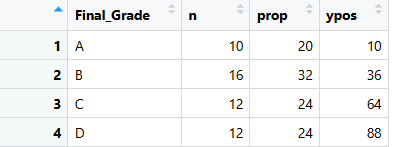 Final_Grade n prop ypos
1 A 10 20 10
2 B 16 32 36
3 C 12 24 64
4 D 12 24 88